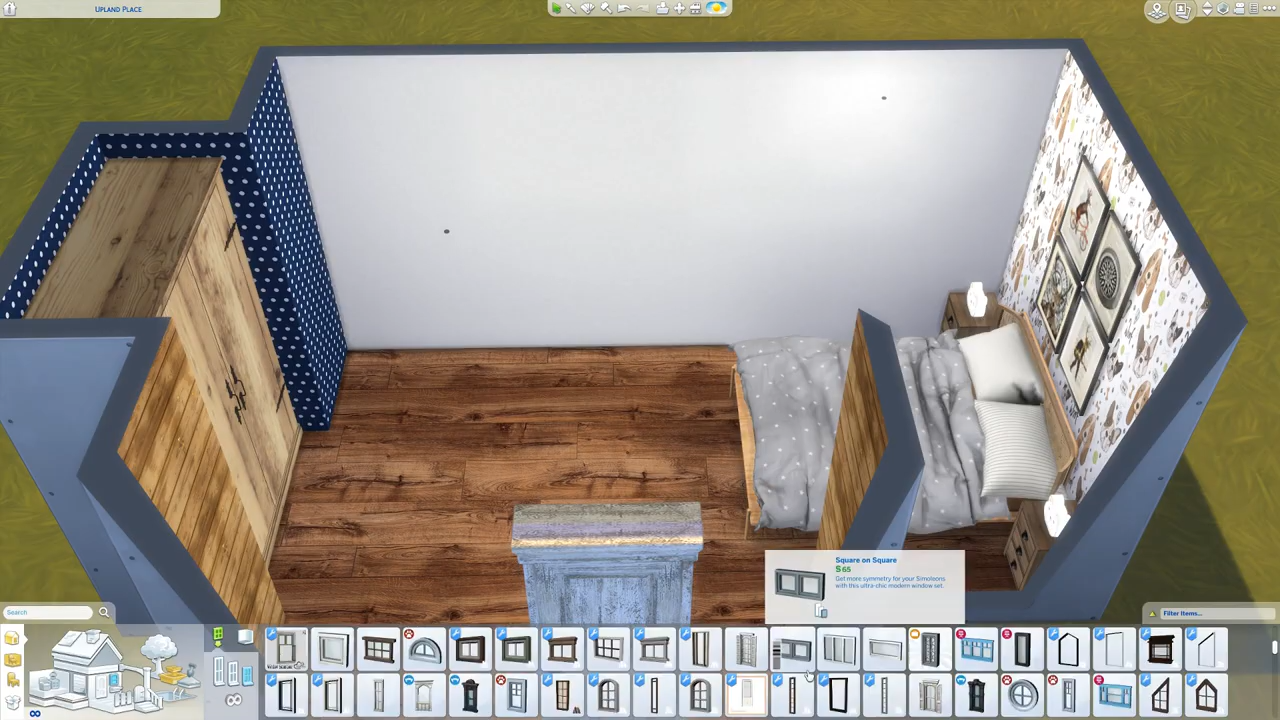 UPLAND PLACE
Square on Square
§65
Get more symmetry for your Simoleons
with this ultra-chic modern window set.
Search
Filter Items...